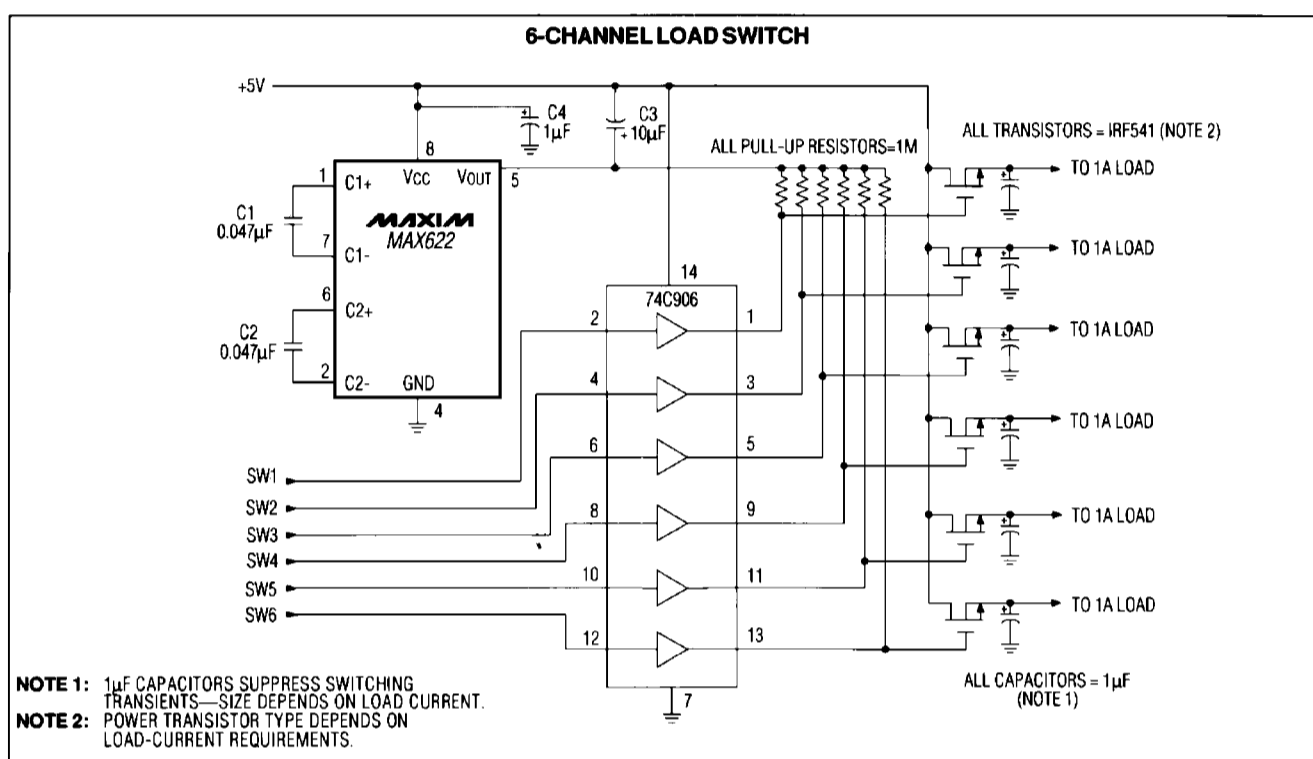 6-CHANNEL LOAD SWITCH
+5V
C4
1µF
C3
+ 10µF
ALL PULL-UP RESISTORS=1M
ALL TRANSISTORS = IRF541 (NOTE 2)
8
VCC
VOUT
5
1
C1+
C1
0.047µF
MAXIM
MAX622
7
C1-
6
C2+
C2
0.047µF
2
C2-
GND
4
14
74C906
2
1
4
3
6
5
8
9
10
11
12
13
7
SW1
SW2
SW3
SW4
SW5
SW6
TO 1A LOAD
TO 1A LOAD
TO 1A LOAD
TO 1A LOAD
TO 1A LOAD
TO 1A LOAD
ALL CAPACITORS = 1µF
(NOTE 1)
NOTE 1: 1µF CAPACITORS SUPPRESS SWITCHING
TRANSIENTS—SIZE DEPENDS ON LOAD CURRENT.
NOTE 2: POWER TRANSISTOR TYPE DEPENDS ON
LOAD-CURRENT REQUIREMENTS.